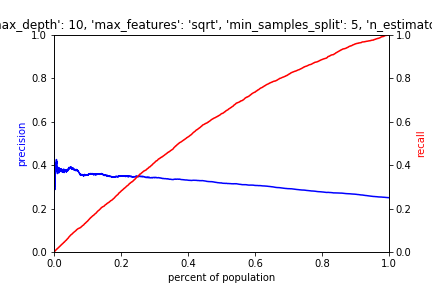 ax_depth': 10, 'max_features': 'sqrt', 'min_samples_split': 5, 'n_estimato
1.0 1.0
0.8 0.8
0.6 0.6
precision recall
0.4 0.4
0.2 0.2
0.0 0.0
0.0 0.2 0.4 0.6 0.8 1.0
percent of population